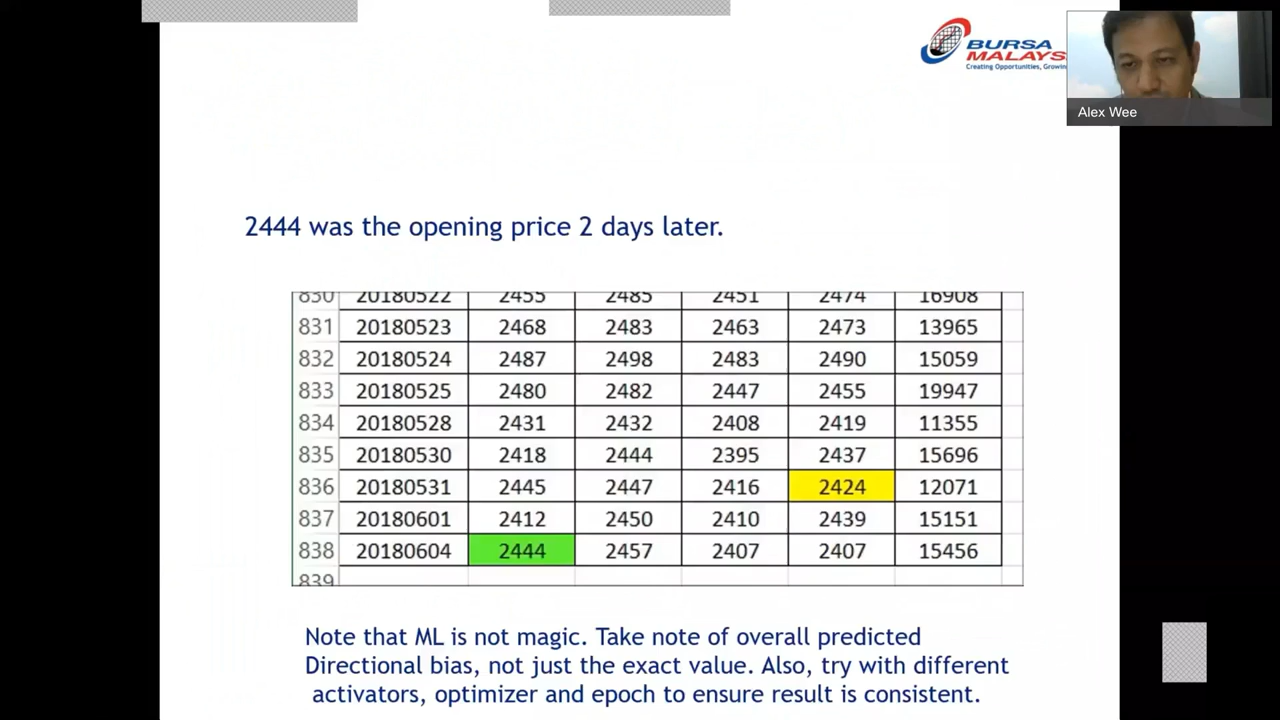 BURSA
MALAYS
Creating Opportunities, Growin
Alex Wee
2444 was the opening price 2 days later.
830 20180522 2455 2485 2451 2474 16908
831 20180523 2468 2483 2463 2473 13965
832 20180524 2487 2498 2483 2490 15059
833 20180525 2480 2482 2447 2455 19947
834 20180528 2431 2432 2408 2419 11355
835 20180530 2418 2444 2395 2437 15696
836 20180531 2445 2447 2416 2424 12071
837 20180601 2412 2450 2410 2439 15151
838 20180604 2444 2457 2407 2407 15456
839
Note that ML is not magic. Take note of overall predicted
Directional bias, not just the exact value. Also, try with different
activators, optimizer and epoch to ensure result is consistent.